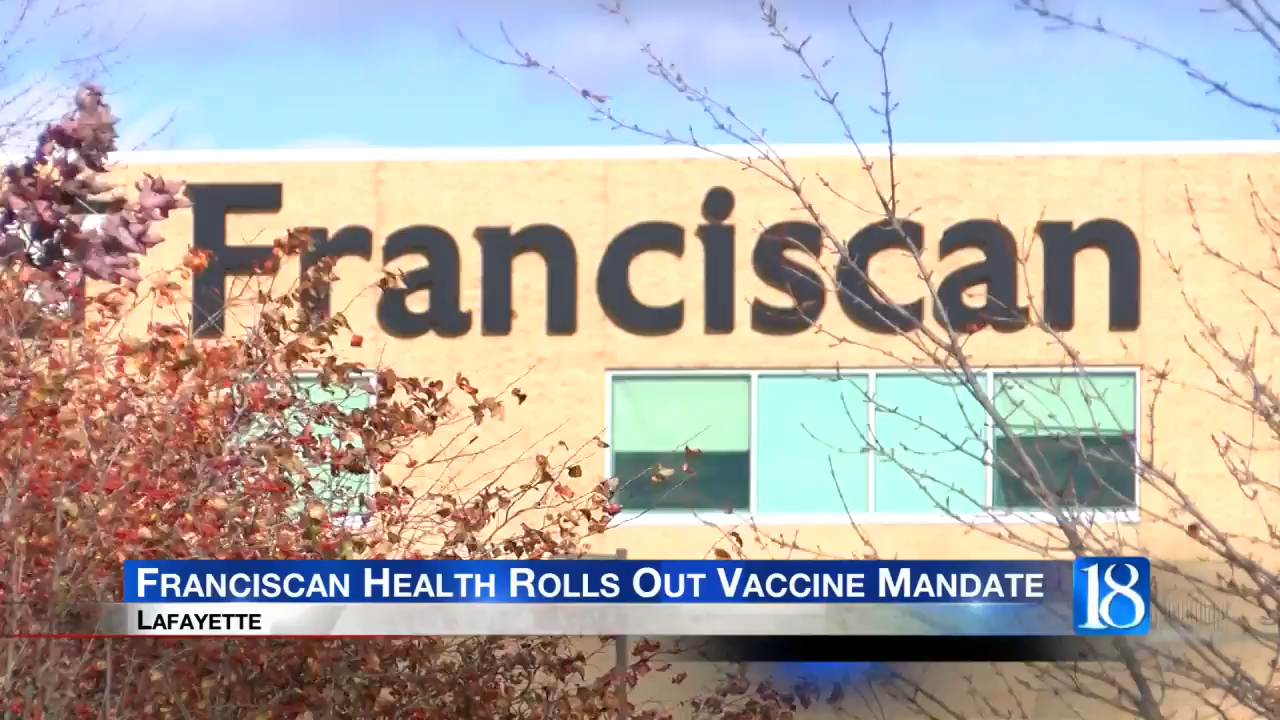 Franciscan
FRANCISCAN HEALTH ROLLS OUT VACCINE MANDATE
18
LAFAYETTE